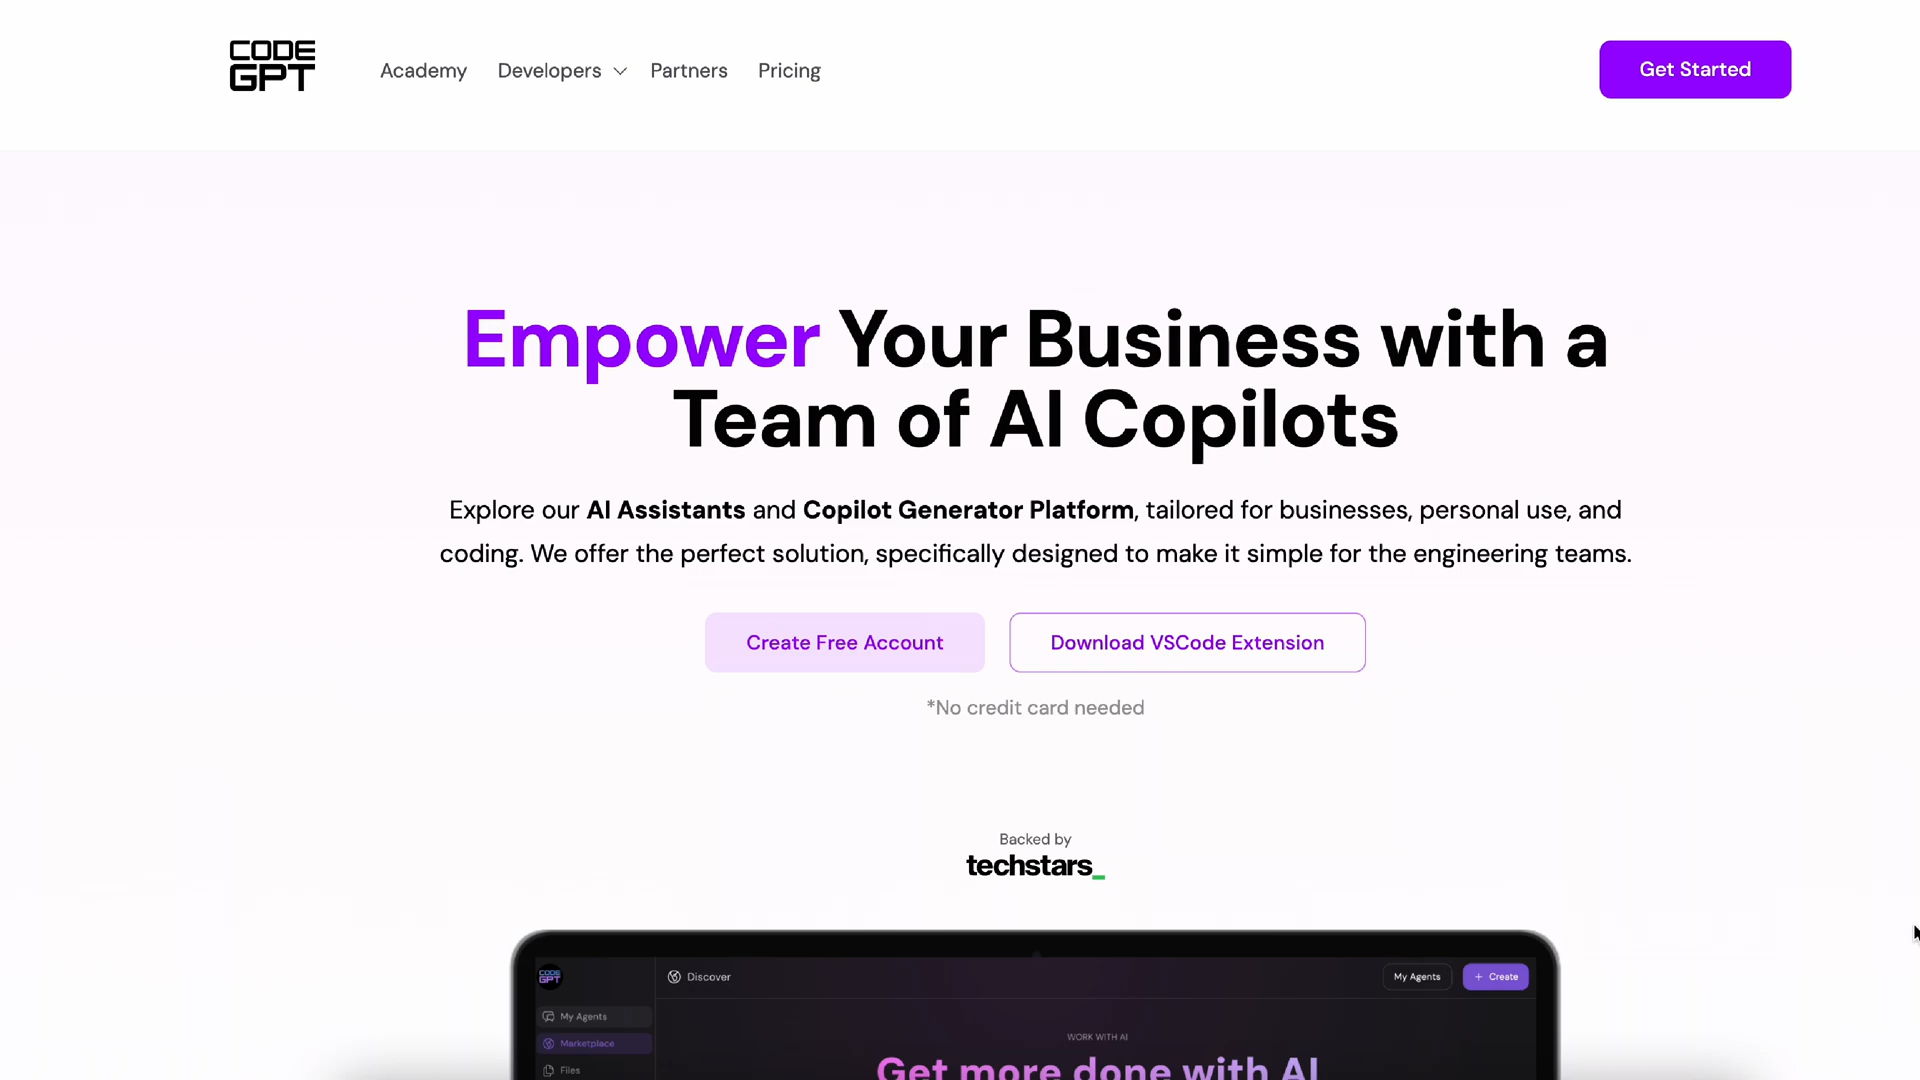 CODE
GPT
Academy
Developers
Partners
Pricing
Get Started
Empower Your Business with a
Team of AI Copilots
Explore our AI Assistants and Copilot Generator Platform, tailored for businesses, personal use, and
coding. We offer the perfect solution, specifically designed to make it simple for the engineering teams.
Create Free Account
Download VSCode Extension
*No credit card needed
Backed by
techstars_
CODE
GPT
Discover
My Agents
+ Create
My Agents
Marketplace
Files
WORK WITH AI
Get more done with AI